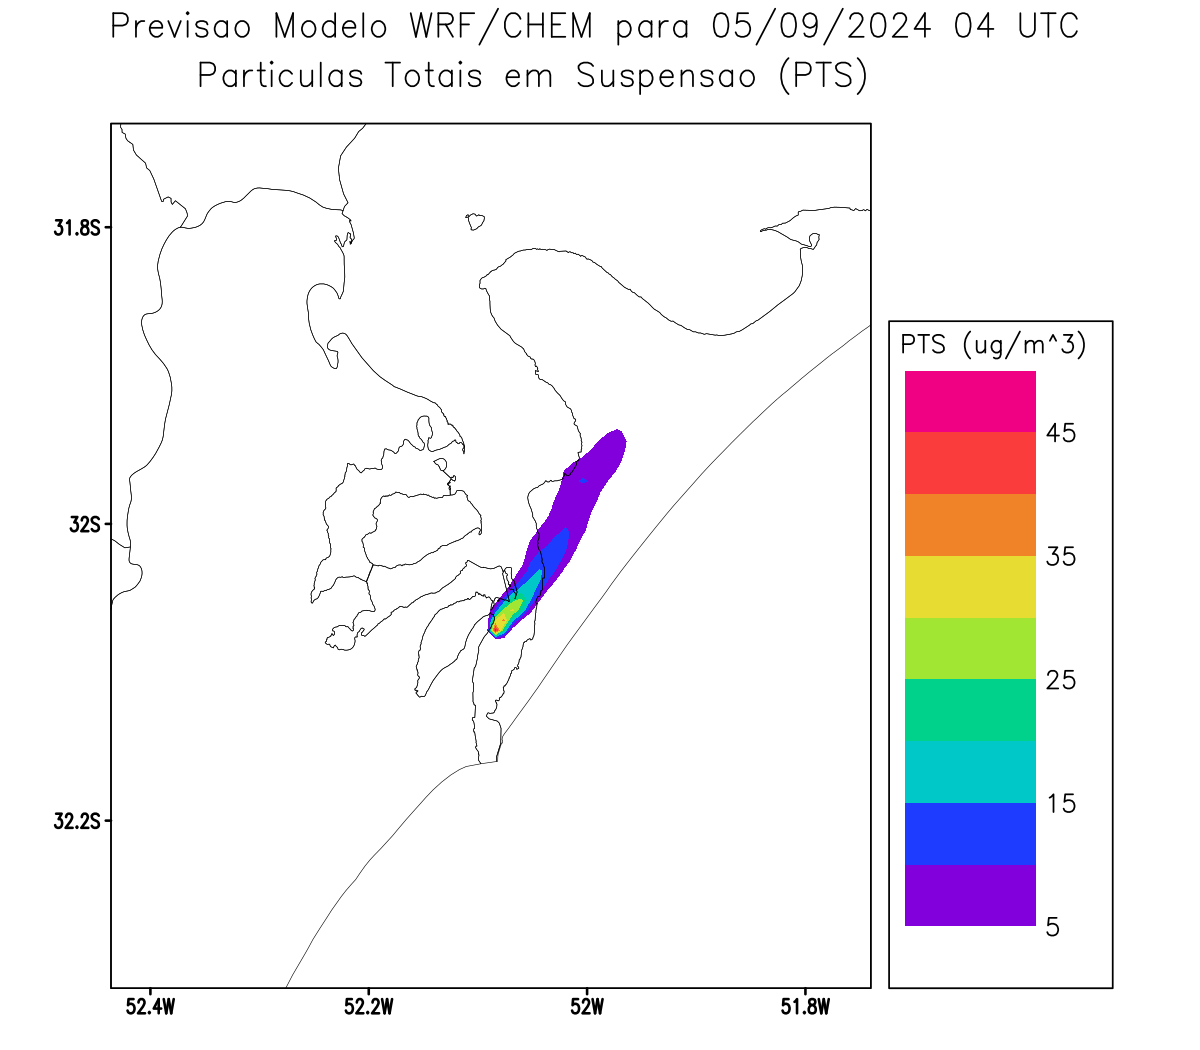 Previsao Modelo WRF/CHEM para 05/09/2024 04 UTC
Particulas Totais em Suspensao (PTS)
31.8S
32S
32.2S
52.4W
52.2W
52W
51.8W
PTS (ug/m^3)
45
35
25
15
5